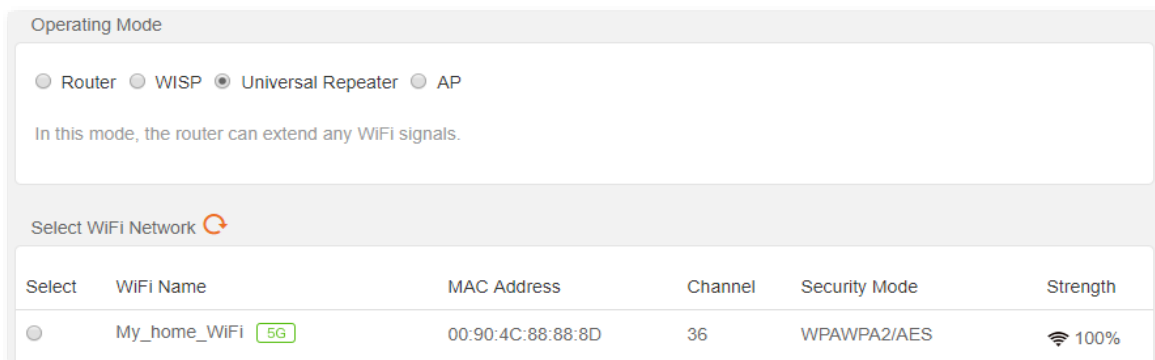 Operating Mode
Router WISP Universal Repeater AP
In this mode, the router can extend any WiFi signals.
Select WiFi Network
Select WiFi Name MAC Address Channel Security Mode Strength
My_home_WiFi 5G 00:90:4C:88:88:8D 36 WPAWPA2/AES 100%